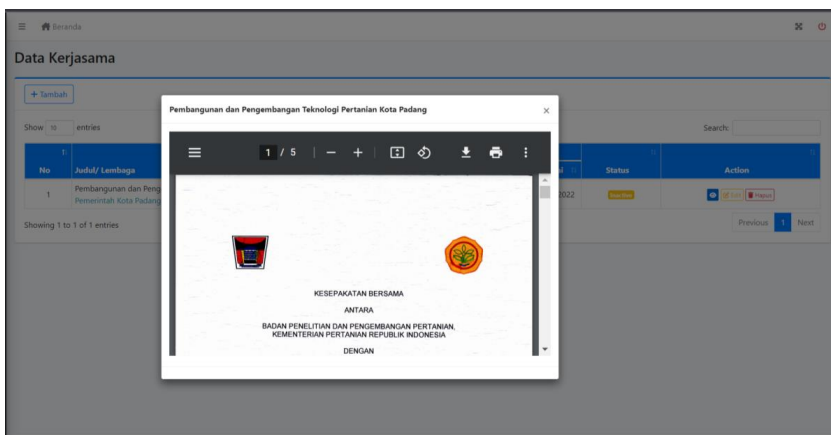 Beranda
Data Kerjasama
+ Tambah
Pembangunan dan Pengembangan Teknologi Pertanian Kota Padang ×
Show 10 entries
Search:
1 / 5
No Judul/ Lembaga Status Action
1 Pembangunan dan Peng 2022 Hapus
Pemerintah Kota Padang
Showing 1 to 1 of 1 entries
Previous 1 Next
KESEPAKATAN BERSAMA
ANTARA
BADAN PENELITIAN DAN PENGEMBANGAN PERTANIAN,
KEMENTERIAN PERTANIAN REPUBLIK INDONESIA
DENGAN